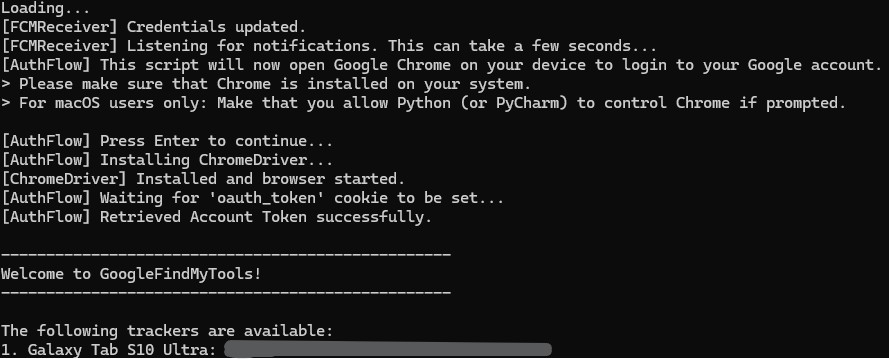 Loading...
[FCMReceiver] Credentials updated.
[FCMReceiver] Listening for notifications. This can take a few seconds...
[AuthFlow] This script will now open Google Chrome on your device to login to your Google account.
> Please make sure that Chrome is installed on your system.
> For macOS users only: Make that you allow Python (or PyCharm) to control Chrome if prompted.
[AuthFlow] Press Enter to continue...
[AuthFlow] Installing ChromeDriver...
[ChromeDriver] Installed and browser started.
[AuthFlow] Waiting for 'oauth_token' cookie to be set...
[AuthFlow] Retrieved Account Token successfully.
--------------------------------------------------
Welcome to GoogleFindMyTools!
--------------------------------------------------
The following trackers are available:
1. Galaxy Tab S10 Ultra: